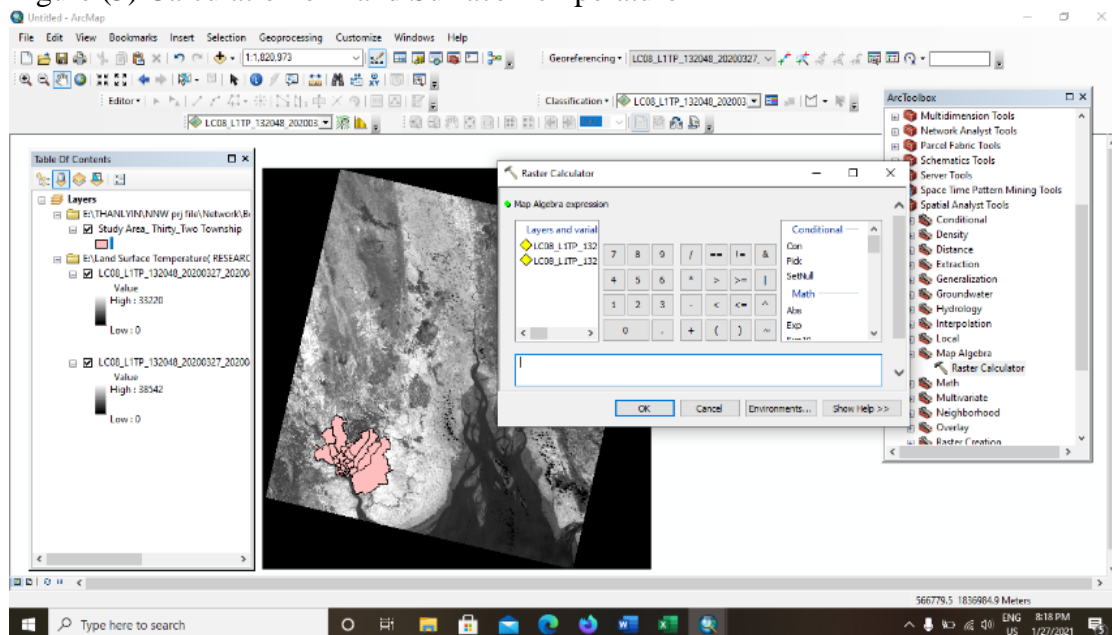 Untitled - ArcMap
File Edit View Bookmarks Insert Selection Geoprocessing Customize Windows Help
1:1,820,973
Georeferencing
LC08_L1TP_132048_20200327_
Editor
Classification
LC08_L1TP_132048_202003
LC08_L1TP_132048_202003
Table Of Contents
Layers
E:\THANLYIN\NNW prj file\Network\B
Study Area_ Thirty_Two Township
E:\Land Surface Temperature( RESEARC
LC08_L1TP_132048_20200327_20200
Value
High : 33220
Low : 0
LC08_L1TP_132048_20200327_20200
Value
High : 38542
Low : 0
Raster Calculator
Map Algebra expression
Layers and variab
LC08_L1TP_132
LC08_L1TP_132
7 8 9 / == != &
4 5 6 * > >= |
1 2 3 - < <= ^
0 . + ( ) ~
Conditional
Con
Pick
SetNull
Math
Abs
Exp
OK Cancel Environments... Show Help >>
ArcToolbox
Multidimension Tools
Network Analyst Tools
Parcel Fabric Tools
Schematics Tools
Server Tools
Space Time Pattern Mining Tools
Spatial Analyst Tools
Conditional
Density
Distance
Extraction
Generalization
Groundwater
Hydrology
Interpolation
Local
Map Algebra
Raster Calculator
Math
Multivariate
Neighborhood
Overlay
Raster Creation
566779.5 1836984.9 Meters
Type here to search
ENG
US
8:18 PM
1/27/2021